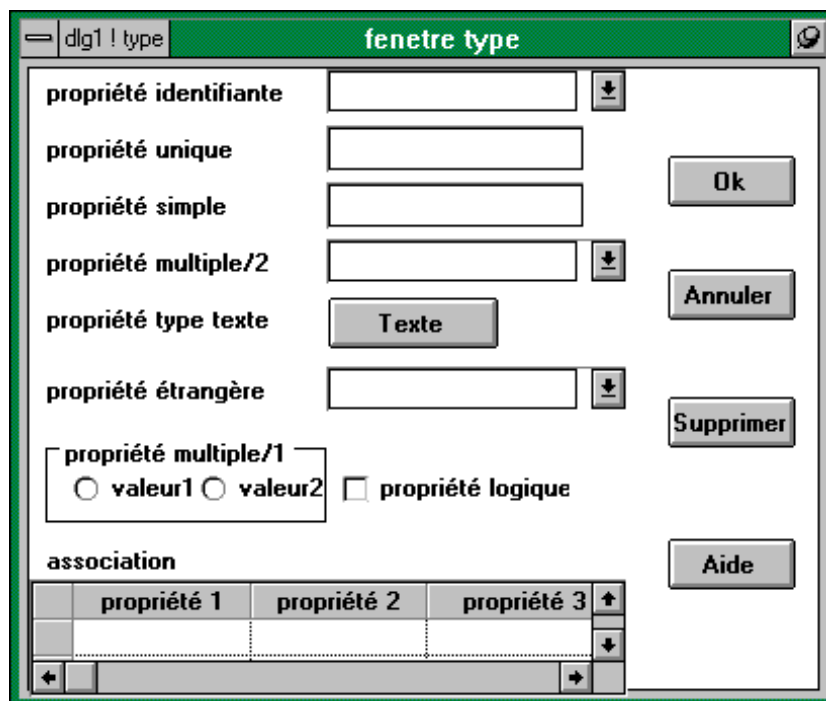 dlg1 ! type fenetre type
propriété identifiante
propriété unique
Ok
propriété simple
propriété multiple/2
Annuler
propriété type texte Texte
propriété étrangère
Supprimer
propriété multiple/1
valeur1 valeur2 propriété logique
association
Aide
propriété 1 propriété 2 propriété 3